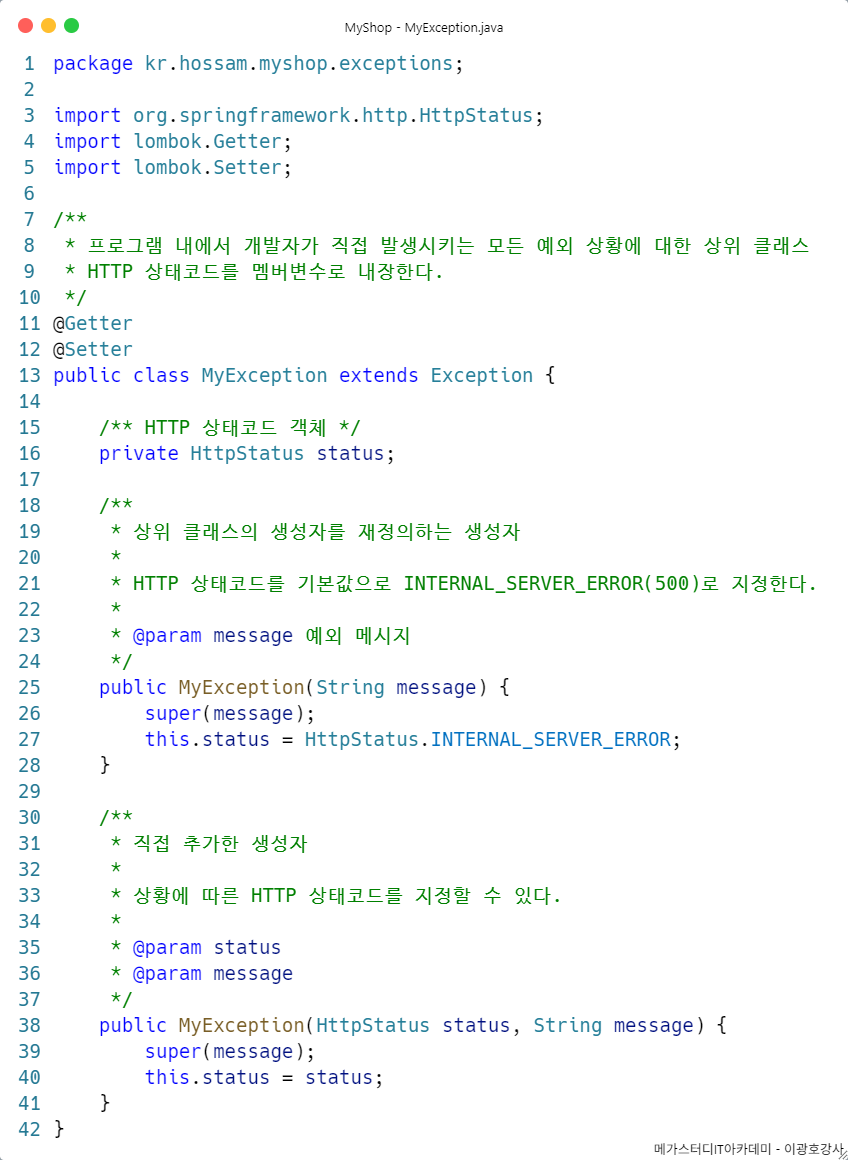 MyShop - MyException.java
1 package kr.hossam.myshop.exceptions;
2
3 import org.springframework.http.HttpStatus;
4 import lombok.Getter;
5 import lombok.Setter;
6
7 /**
8  * 프로그램 내에서 개발자가 직접 발생시키는 모든 예외 상황에 대한 상위 클래스
9  * HTTP 상태코드를 멤버변수로 내장한다.
10  */
11 @Getter
12 @Setter
13 public class MyException extends Exception {
14
15     /** HTTP 상태코드 객체 */
16     private HttpStatus status;
17
18     /**
19      * 상위 클래스의 생성자를 재정의하는 생성자
20      *
21      * HTTP 상태코드를 기본값으로 INTERNAL_SERVER_ERROR(500)로 지정한다.
22      *
23      * @param message 예외 메시지
24      */
25     public MyException(String message) {
26         super(message);
27         this.status = HttpStatus.INTERNAL_SERVER_ERROR;
28     }
29
30     /**
31      * 직접 추가한 생성자
32      *
33      * 상황에 따른 HTTP 상태코드를 지정할 수 있다.
34      *
35      * @param status
36      * @param message
37      */
38     public MyException(HttpStatus status, String message) {
39         super(message);
40         this.status = status;
41     }
42 }
메가스터디IT아카데미 - 이광호강사